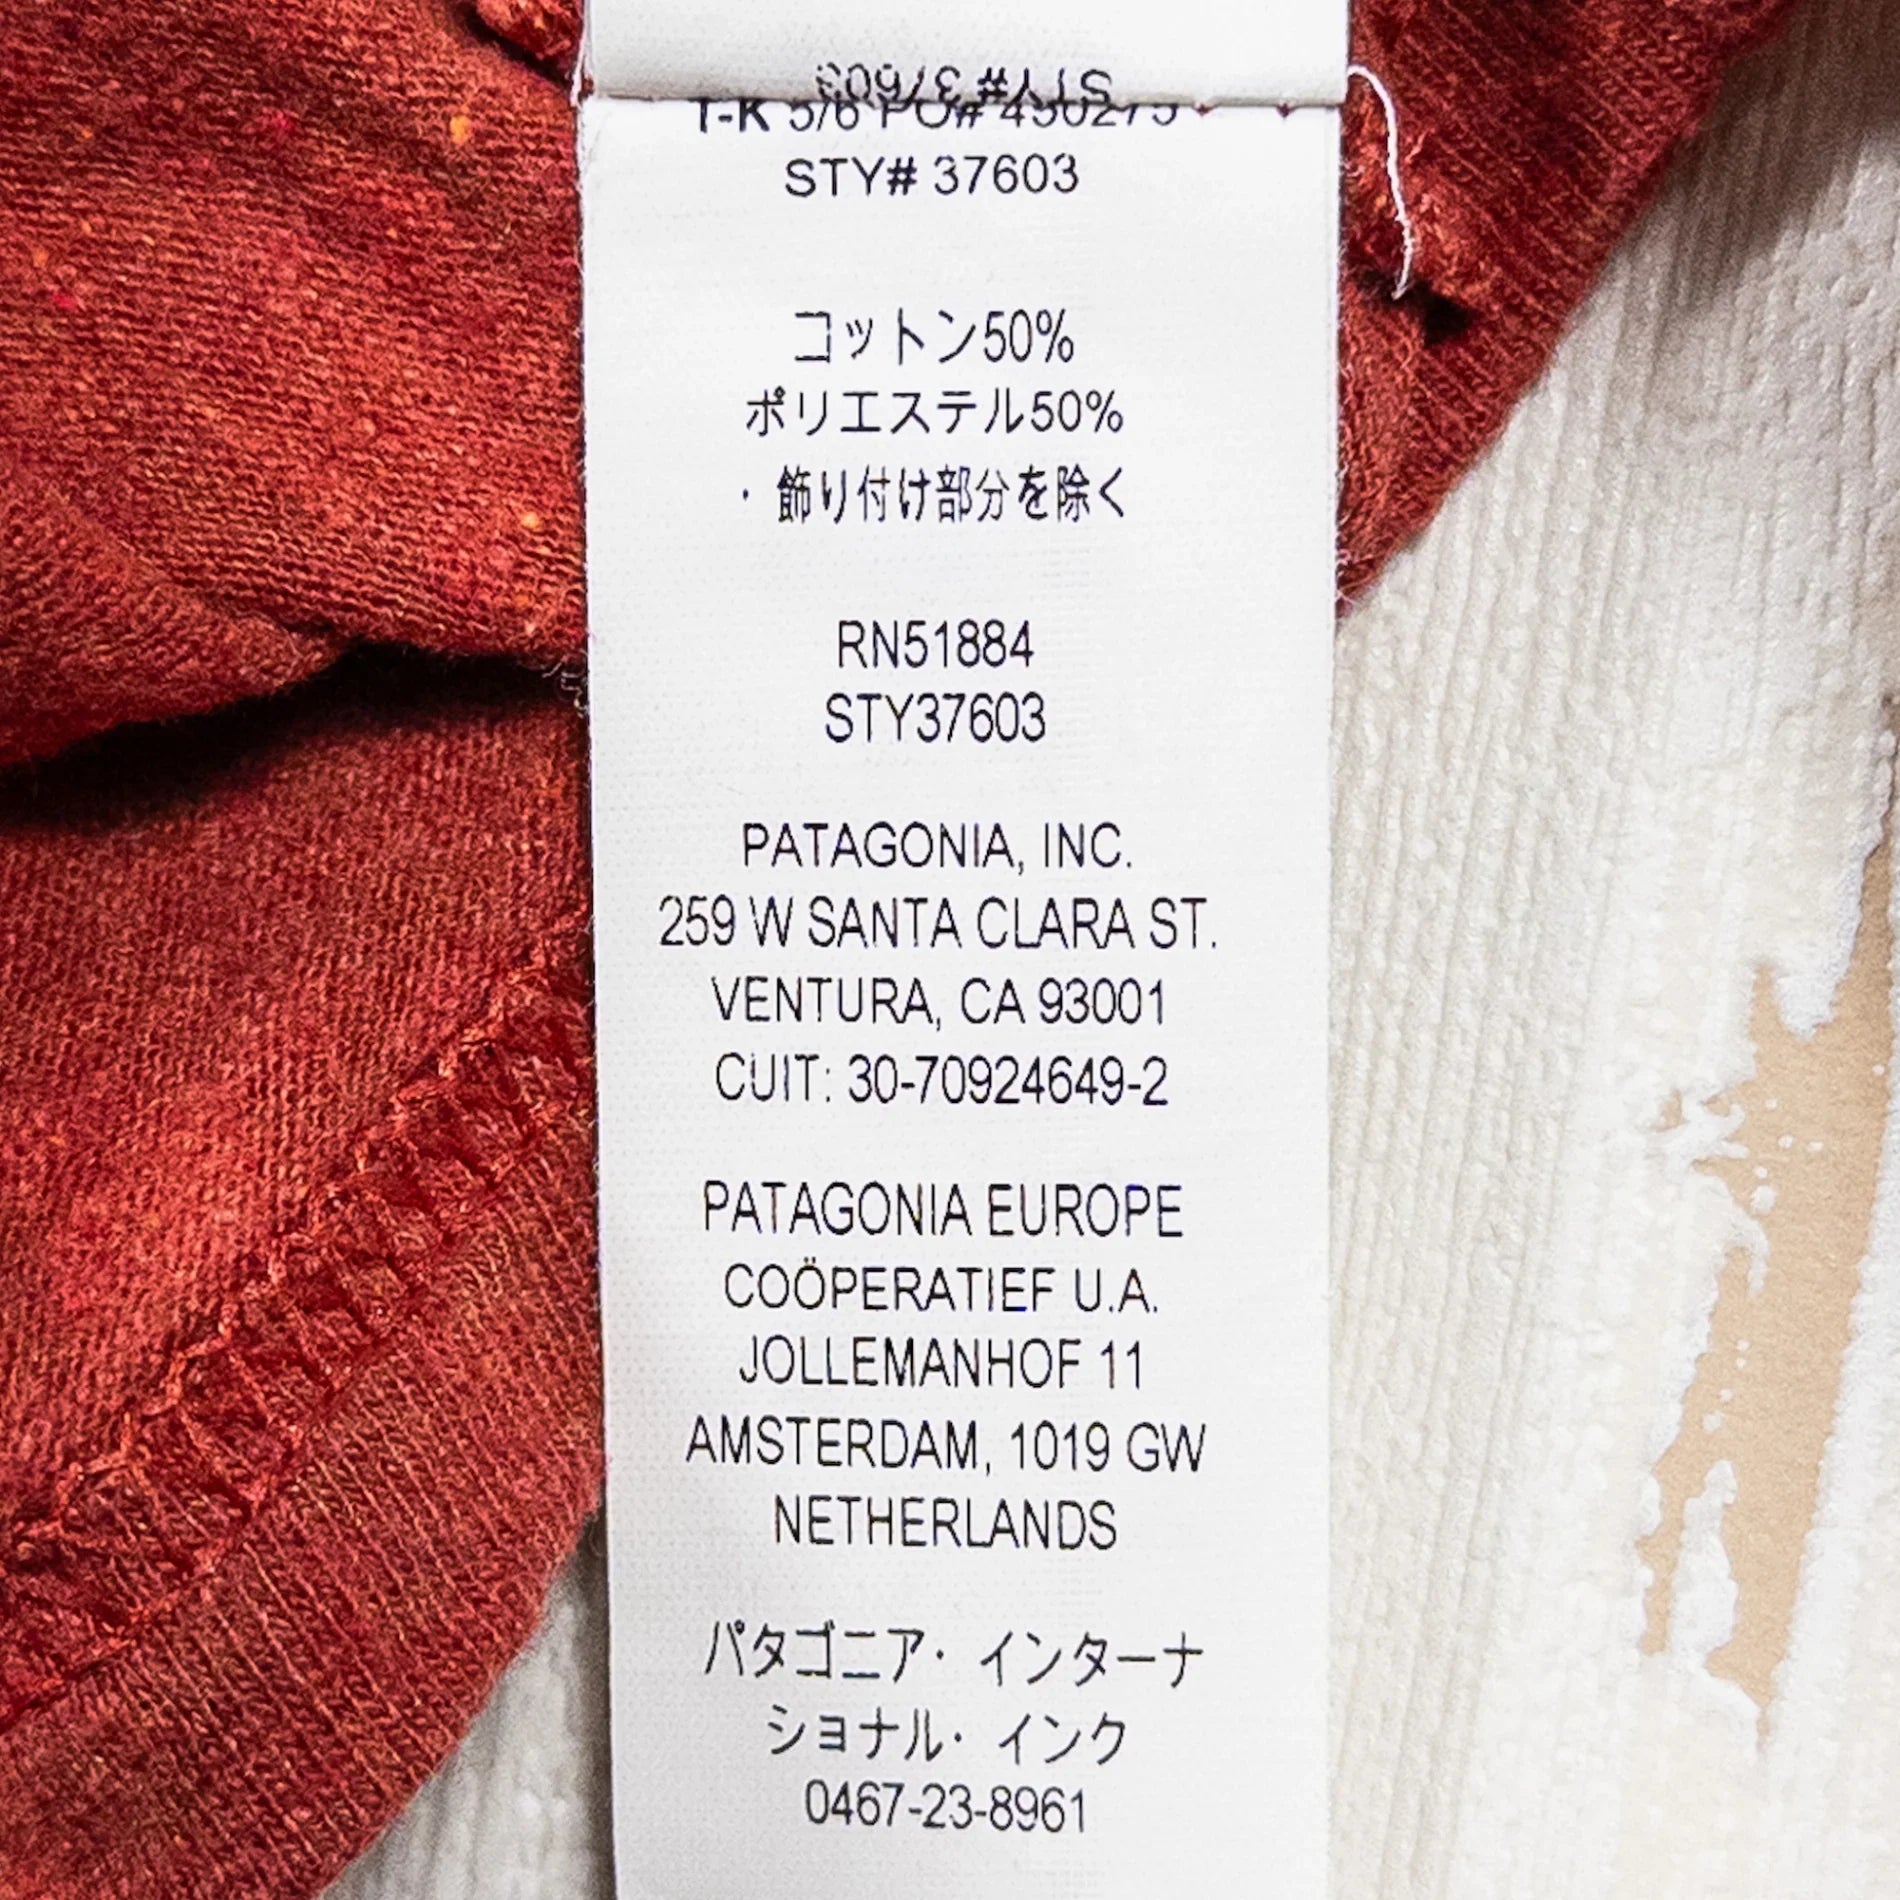 STY# 37603
T-K 5/6 PO# 450275
STY# 37603
コットン50%
ポリエステル50%
・飾り付け部分を除く
RN51884
STY37603
PATAGONIA, INC.
259 W SANTA CLARA ST.
VENTURA, CA 93001
CUIT: 30-70924649-2
PATAGONIA EUROPE
COÖPERATIEF U.A.
JOLLEMANHOF 11
AMSTERDAM, 1019 GW
NETHERLANDS
パタゴニア・インターナ
ショナル・インク
0467-23-8961